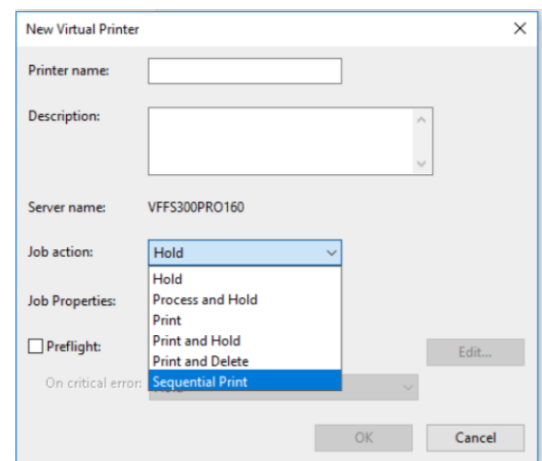 New Virtual Printer
Printer name:
Description:
Server name: VFFS300PRO160
Job action: Hold
Hold
Process and Hold
Job Properties:
Print
Print and Hold
Preflight:
Edit...
Print and Delete
On critical error: Sequential Print
OK Cancel